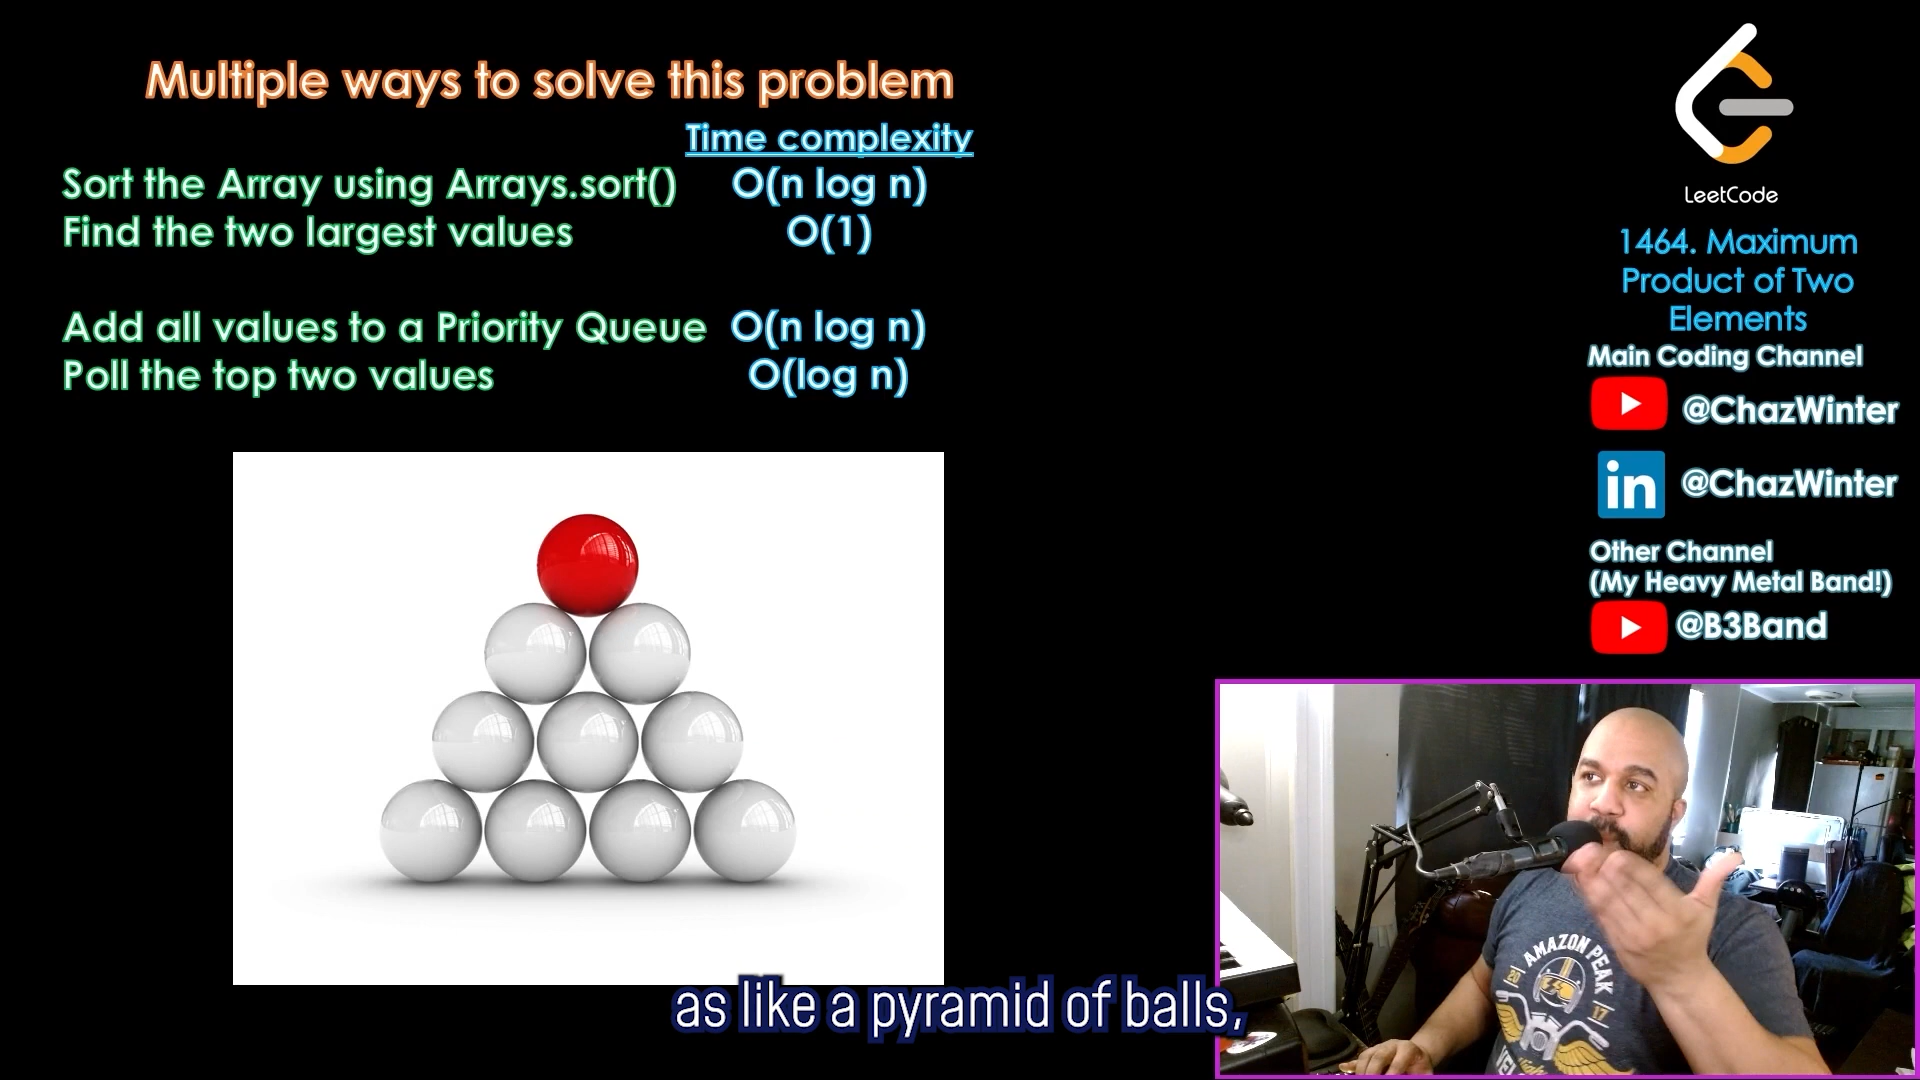 Multiple ways to solve this problem
Time complexity
Sort the Array using Arrays.sort() O(n log n)
Find the two largest values O(1)
Add all values to a Priority Queue O(n log n)
Poll the top two values O(log n)
LeetCode
1464. Maximum
Product of Two
Elements
Main Coding Channel
@ChazWinter
in @ChazWinter
Other Channel
(My Heavy Metal Band!)
@B3Band
as like a pyramid of balls,
AMAZON PEAK
20 17